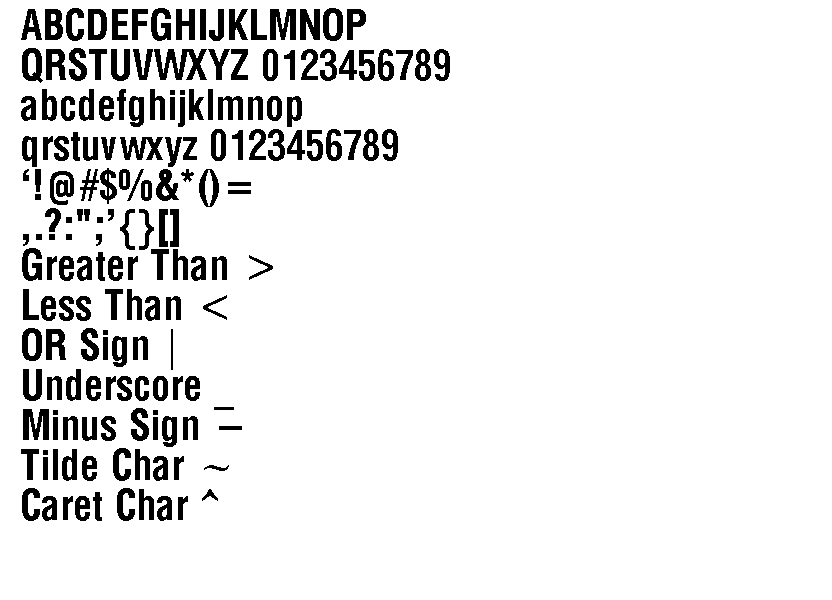 ABCDEFGHIJKLMNOP
QRSTUVWXYZ 0123456789
abcdefghijklmnop
qrstuvwxyz 0123456789
‘!@#$%&*()=
,.?:";’{}[]
Greater Than >
Less Than <
OR Sign |
Underscore _
Minus Sign −
Tilde Char ~
Caret Char ^